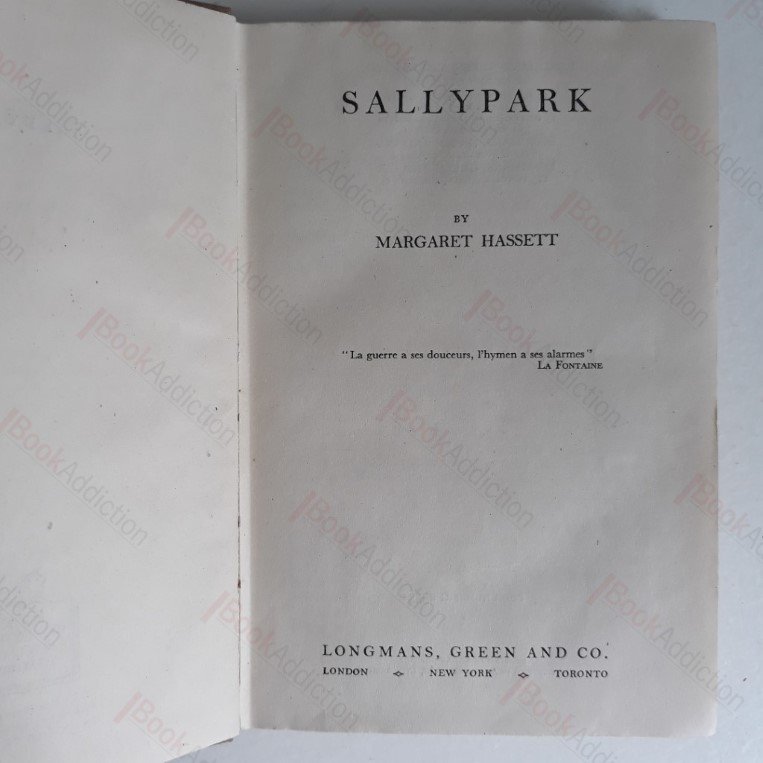 SALLYPARK
BY
MARGARET HASSETT
"La guerre a ses douceurs, l'hymen a ses alarmes"
LA FONTAINE
LONGMANS, GREEN AND CO.
LONDON NEW YORK TORONTO
BookAddiction